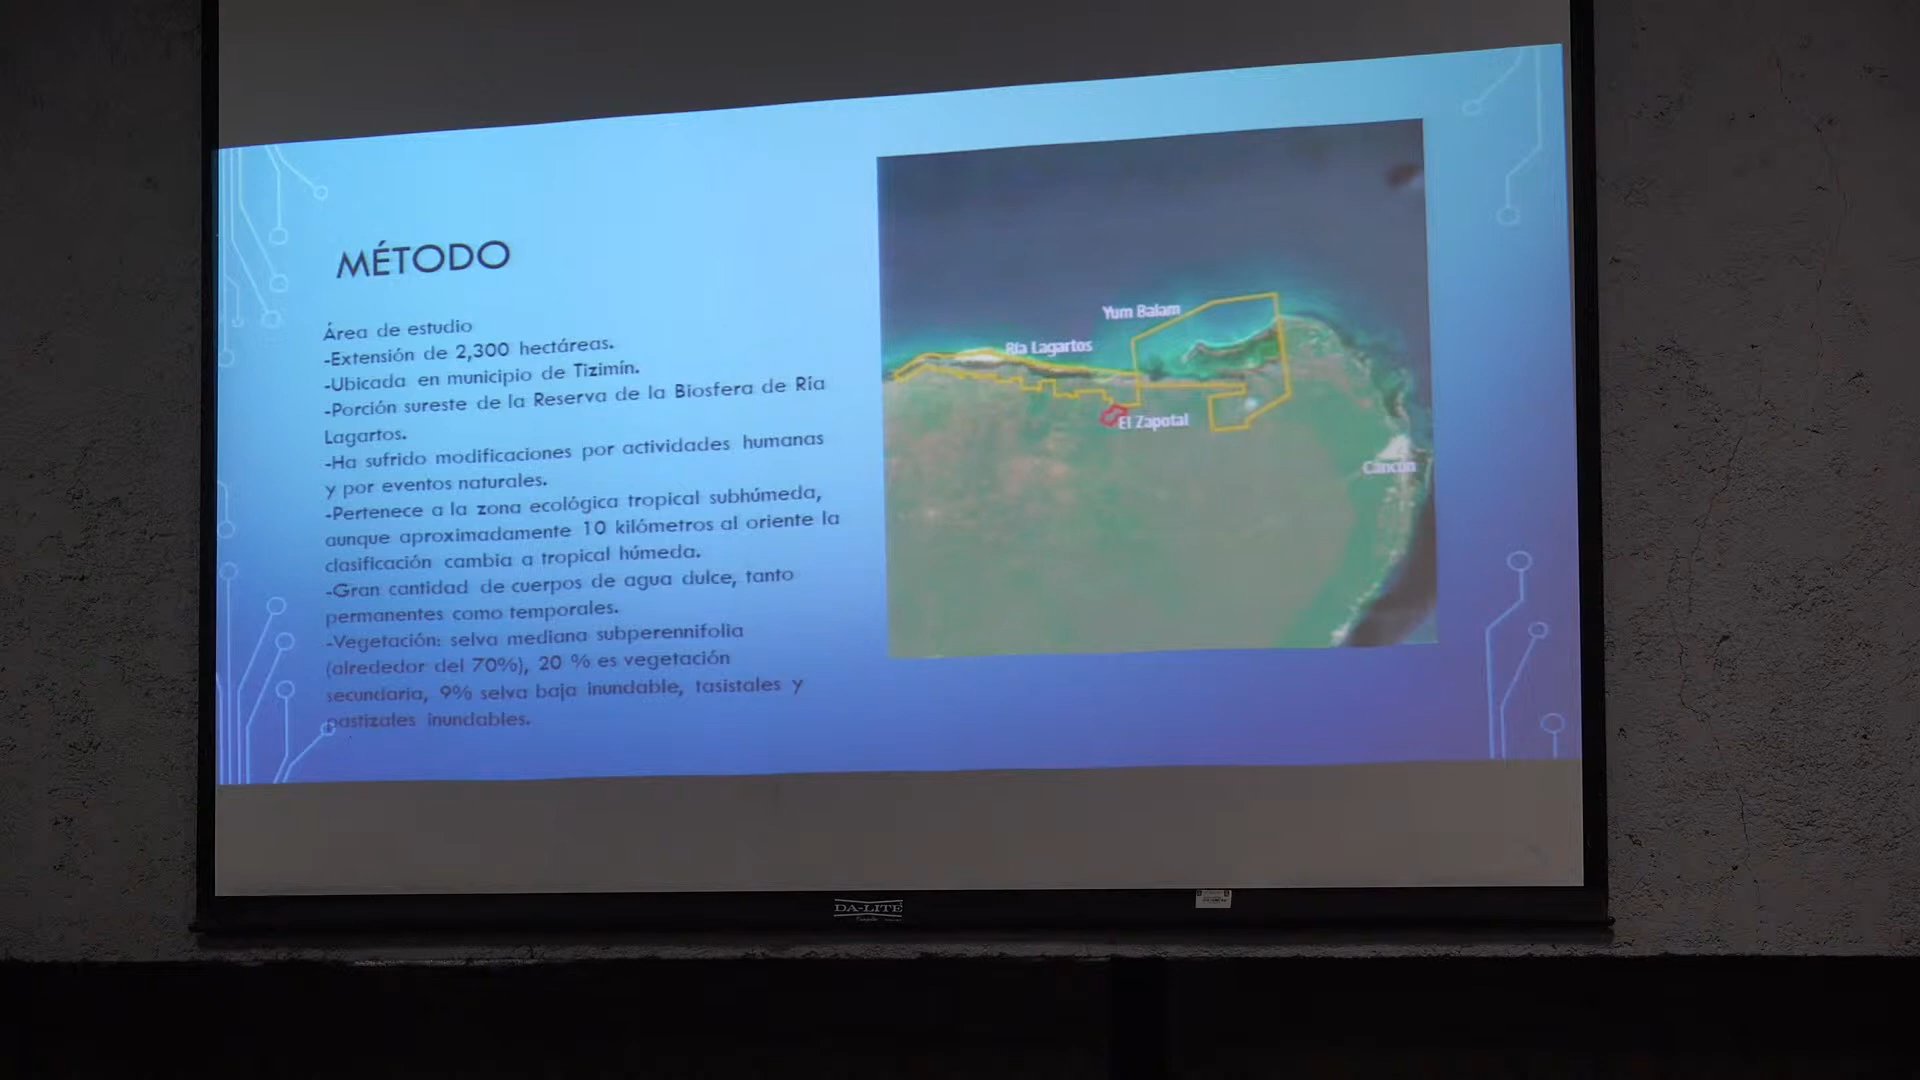 MÉTODO
Área de estudio
-Extensión de 2,300 hectáreas.
-Ubicada en municipio de Tizimín.
-Porción sureste de la Reserva de la Biosfera de Ría
Lagartos.
-Ha sufrido modificaciones por actividades humanas
y por eventos naturales.
-Pertenece a la zona ecológica tropical subhúmeda,
aunque aproximadamente 10 kilómetros al oriente la
clasificación cambia a tropical húmeda.
-Gran cantidad de cuerpos de agua dulce, tanto
permanentes como temporales.
-Vegetación: selva mediana subperennifolia
(alrededor del 70%), 20 % es vegetación
secundaria, 9% selva baja inundable, tasistales y
pastizales inundables.
Yum Balam
Ría Lagartos
El Zapotal
Cancún
DA-LITE